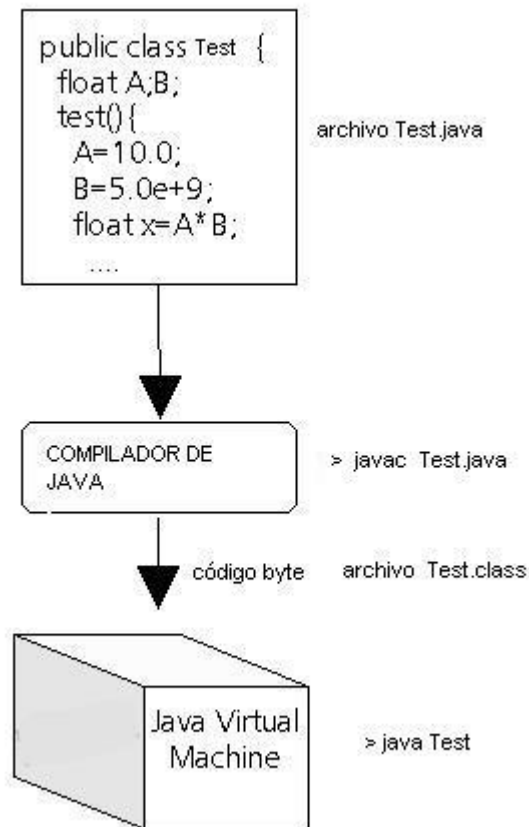 public class Test {
float A;B;
test(){
A=10.0;
B=5.0e+9;
float x=A*B;
....
archivo Test.java
COMPILADOR DE
JAVA
> javac Test.java
código byte
archivo Test.class
Java Virtual
Machine
> java Test